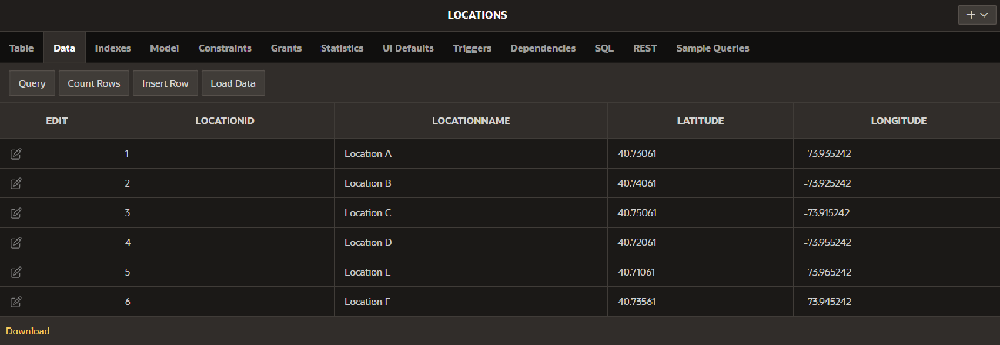 LOCATIONS
Table Data Indexes Model Constraints Grants Statistics UI Defaults Triggers Dependencies SQL REST Sample Queries
Query Count Rows Insert Row Load Data
EDIT LOCATIONID LOCATIONNAME LATITUDE LONGITUDE
1 Location A 40.73061 -73.935242
2 Location B 40.74061 -73.925242
3 Location C 40.75061 -73.915242
4 Location D 40.72061 -73.955242
5 Location E 40.71061 -73.965242
6 Location F 40.73561 -73.945242
Download